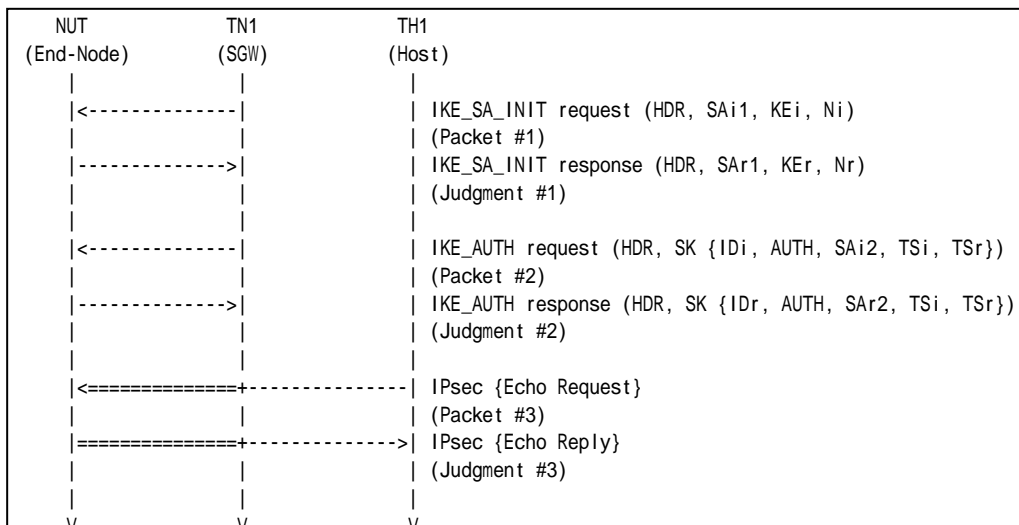 NUT TN1 TH1
(End-Node) (SGW) (Host)
| | |
|<--------------| | IKE_SA_INIT request (HDR, SAi1, KEi, Ni)
| | | (Packet #1)
|-------------->| | IKE_SA_INIT response (HDR, SAr1, KEr, Nr)
| | | (Judgment #1)
| | |
|<--------------| | IKE_AUTH request (HDR, SK {IDi, AUTH, SAi2, TSi, TSr})
| | | (Packet #2)
|-------------->| | IKE_AUTH response (HDR, SK {IDr, AUTH, SAr2, TSi, TSr})
| | | (Judgment #2)
| | |
|<==============+---------------| IPsec {Echo Request}
| | | (Packet #3)
|===============+-------------->| IPsec {Echo Reply}
| | | (Judgment #3)
| | |
V V V